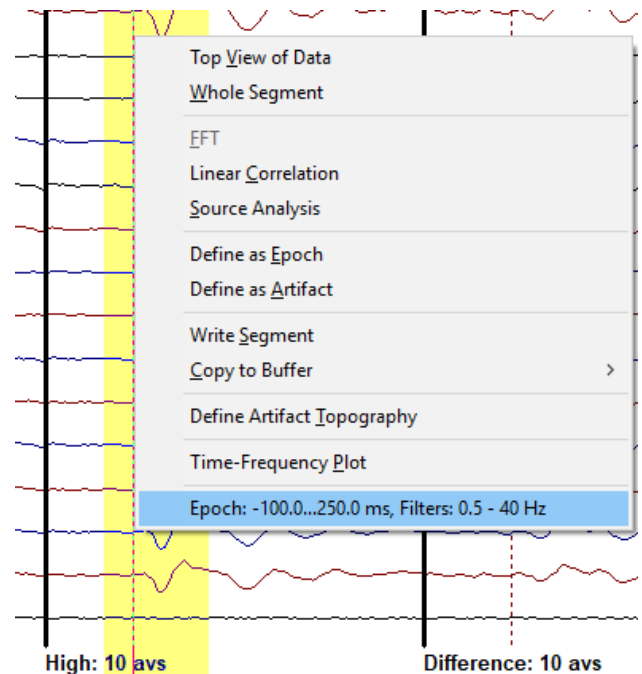 Top View of Data
Whole Segment
FFT
Linear Correlation
Source Analysis
Define as Epoch
Define as Artifact
Write Segment
Copy to Buffer
Define Artifact Topography
Time-Frequency Plot
Epoch: -100.0...250.0 ms, Filters: 0.5 - 40 Hz
High: 10 avs
Difference: 10 avs